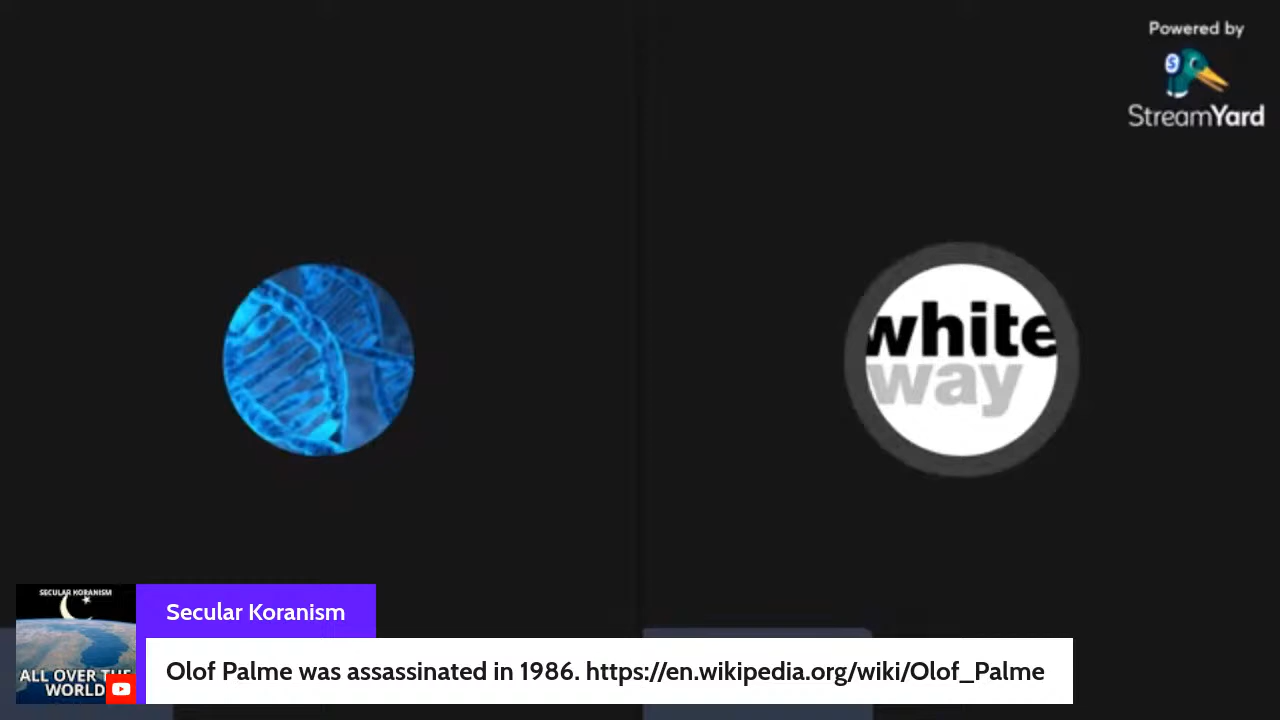 Powered by
StreamYard
white
way
SECULAR KORANISM
ALL OVER THE
WORLD
Secular Koranism
Olof Palme was assassinated in 1986. https://en.wikipedia.org/wiki/Olof_Palme